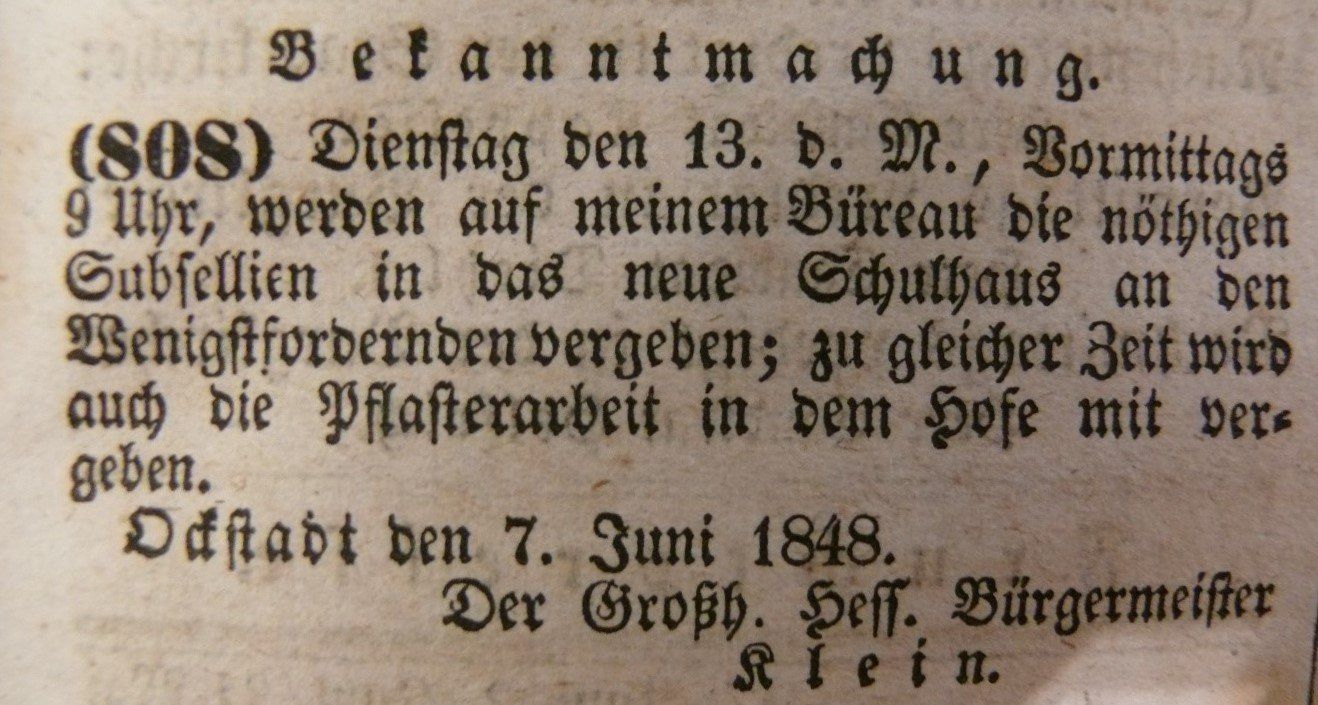 Bekanntmachung.
(808) Dienstag den 13. d. M., Vormittags
9 Uhr, werden auf meinem Büreau die nöthigen
Subsellien in das neue Schulhaus an den
Wenigstfordernden vergeben; zu gleicher Zeit wird
auch die Pflasterarbeit in dem Hofe mit ver-
geben.
Ockstadt den 7. Juni 1848.
Der Großh. Hess. Bürgermeister
Klein.